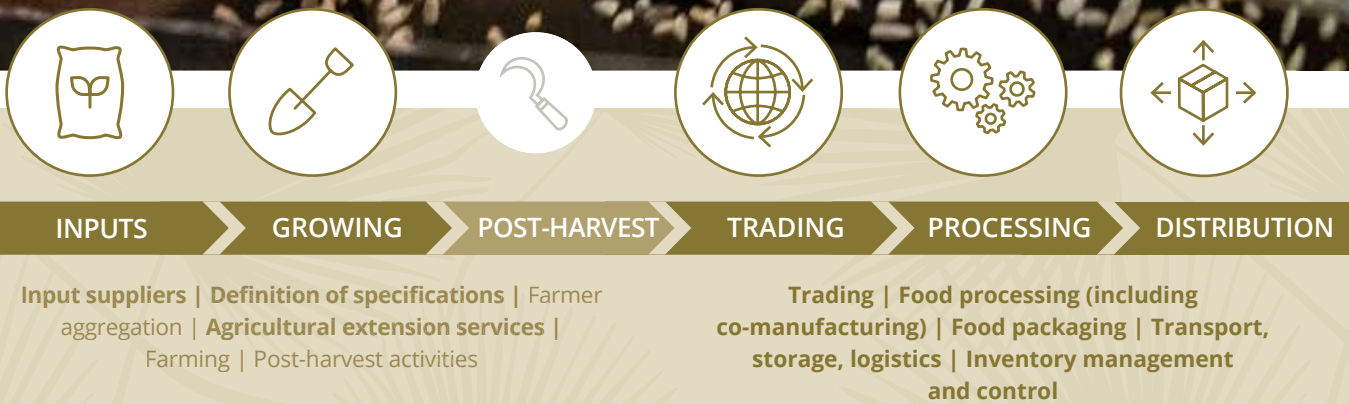 INPUTS
GROWING
POST-HARVEST
TRADING
PROCESSING
DISTRIBUTION
Input suppliers | Definition of specifications | Farmer
aggregation | Agricultural extension services |
Farming | Post-harvest activities
Trading | Food processing (including
co-manufacturing) | Food packaging | Transport,
storage, logistics | Inventory management
and control